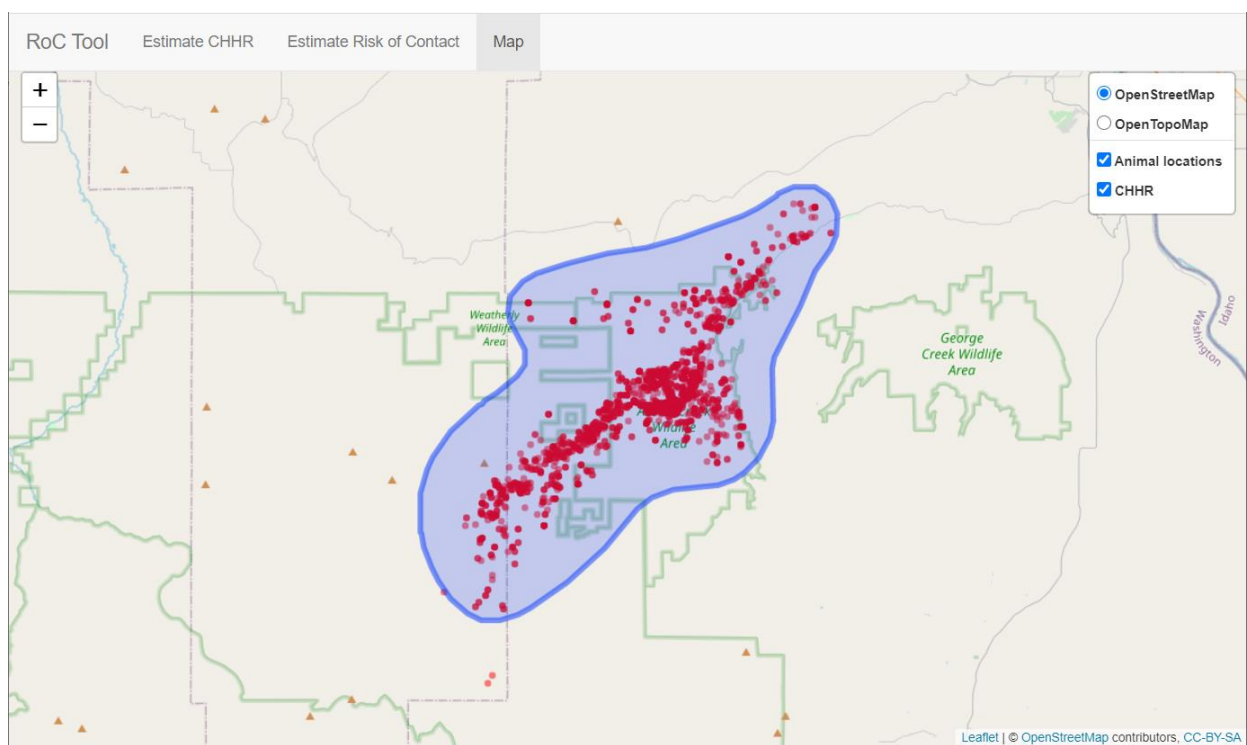 RoC Tool Estimate CHHR Estimate Risk of Contact Map
+
−
OpenStreetMap
OpenTopoMap
Animal locations
CHHR
Idaho
Washington
Weatherly
Wildlife
Area
George
Creek Wildlife
Area
Wildlife
Area
Leaflet | © OpenStreetMap contributors, CC-BY-SA